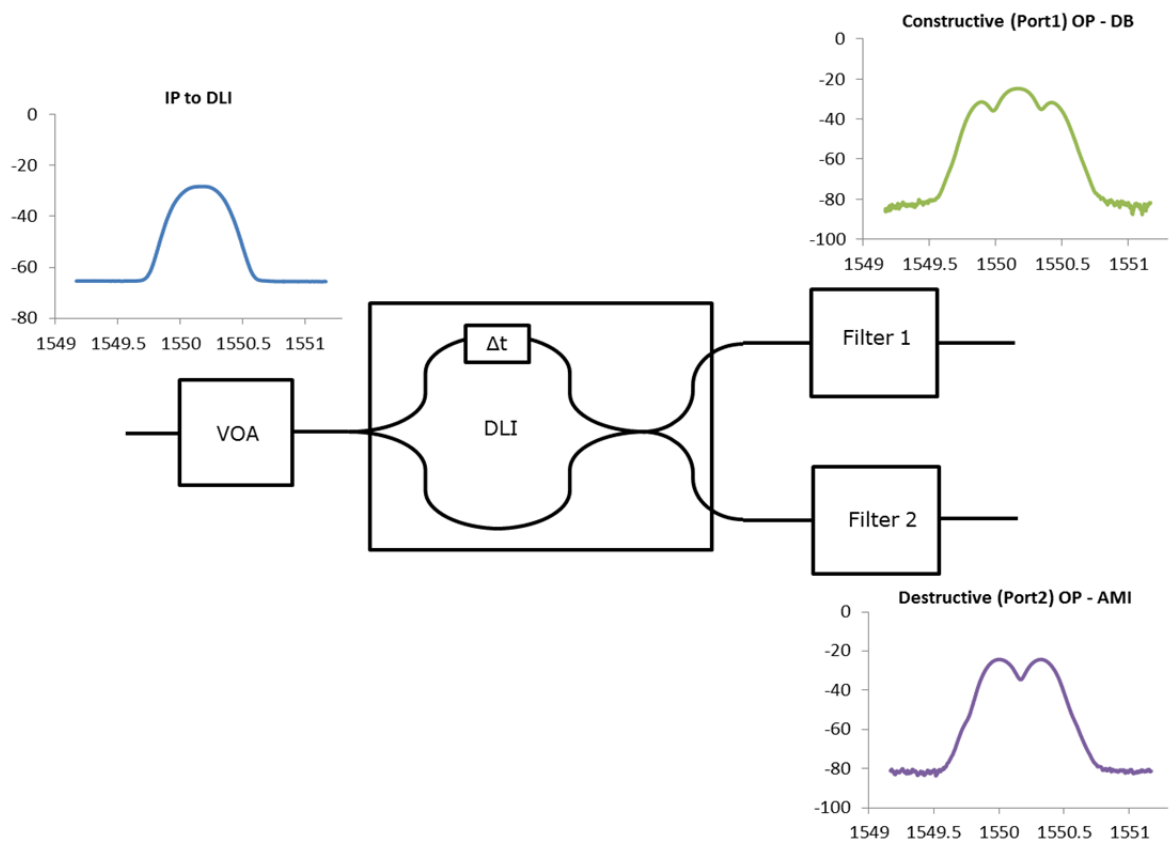 Constructive (Port1) OP - DB
0
-20
-40
-60
-80
-100
1549 1549.5 1550 1550.5 1551
IP to DLI
0
-20
-40
-60
-80
1549 1549.5 1550 1550.5 1551
VOA
Δt
DLI
Filter 1
Filter 2
Destructive (Port2) OP - AMI
0
-20
-40
-60
-80
-100
1549 1549.5 1550 1550.5 1551